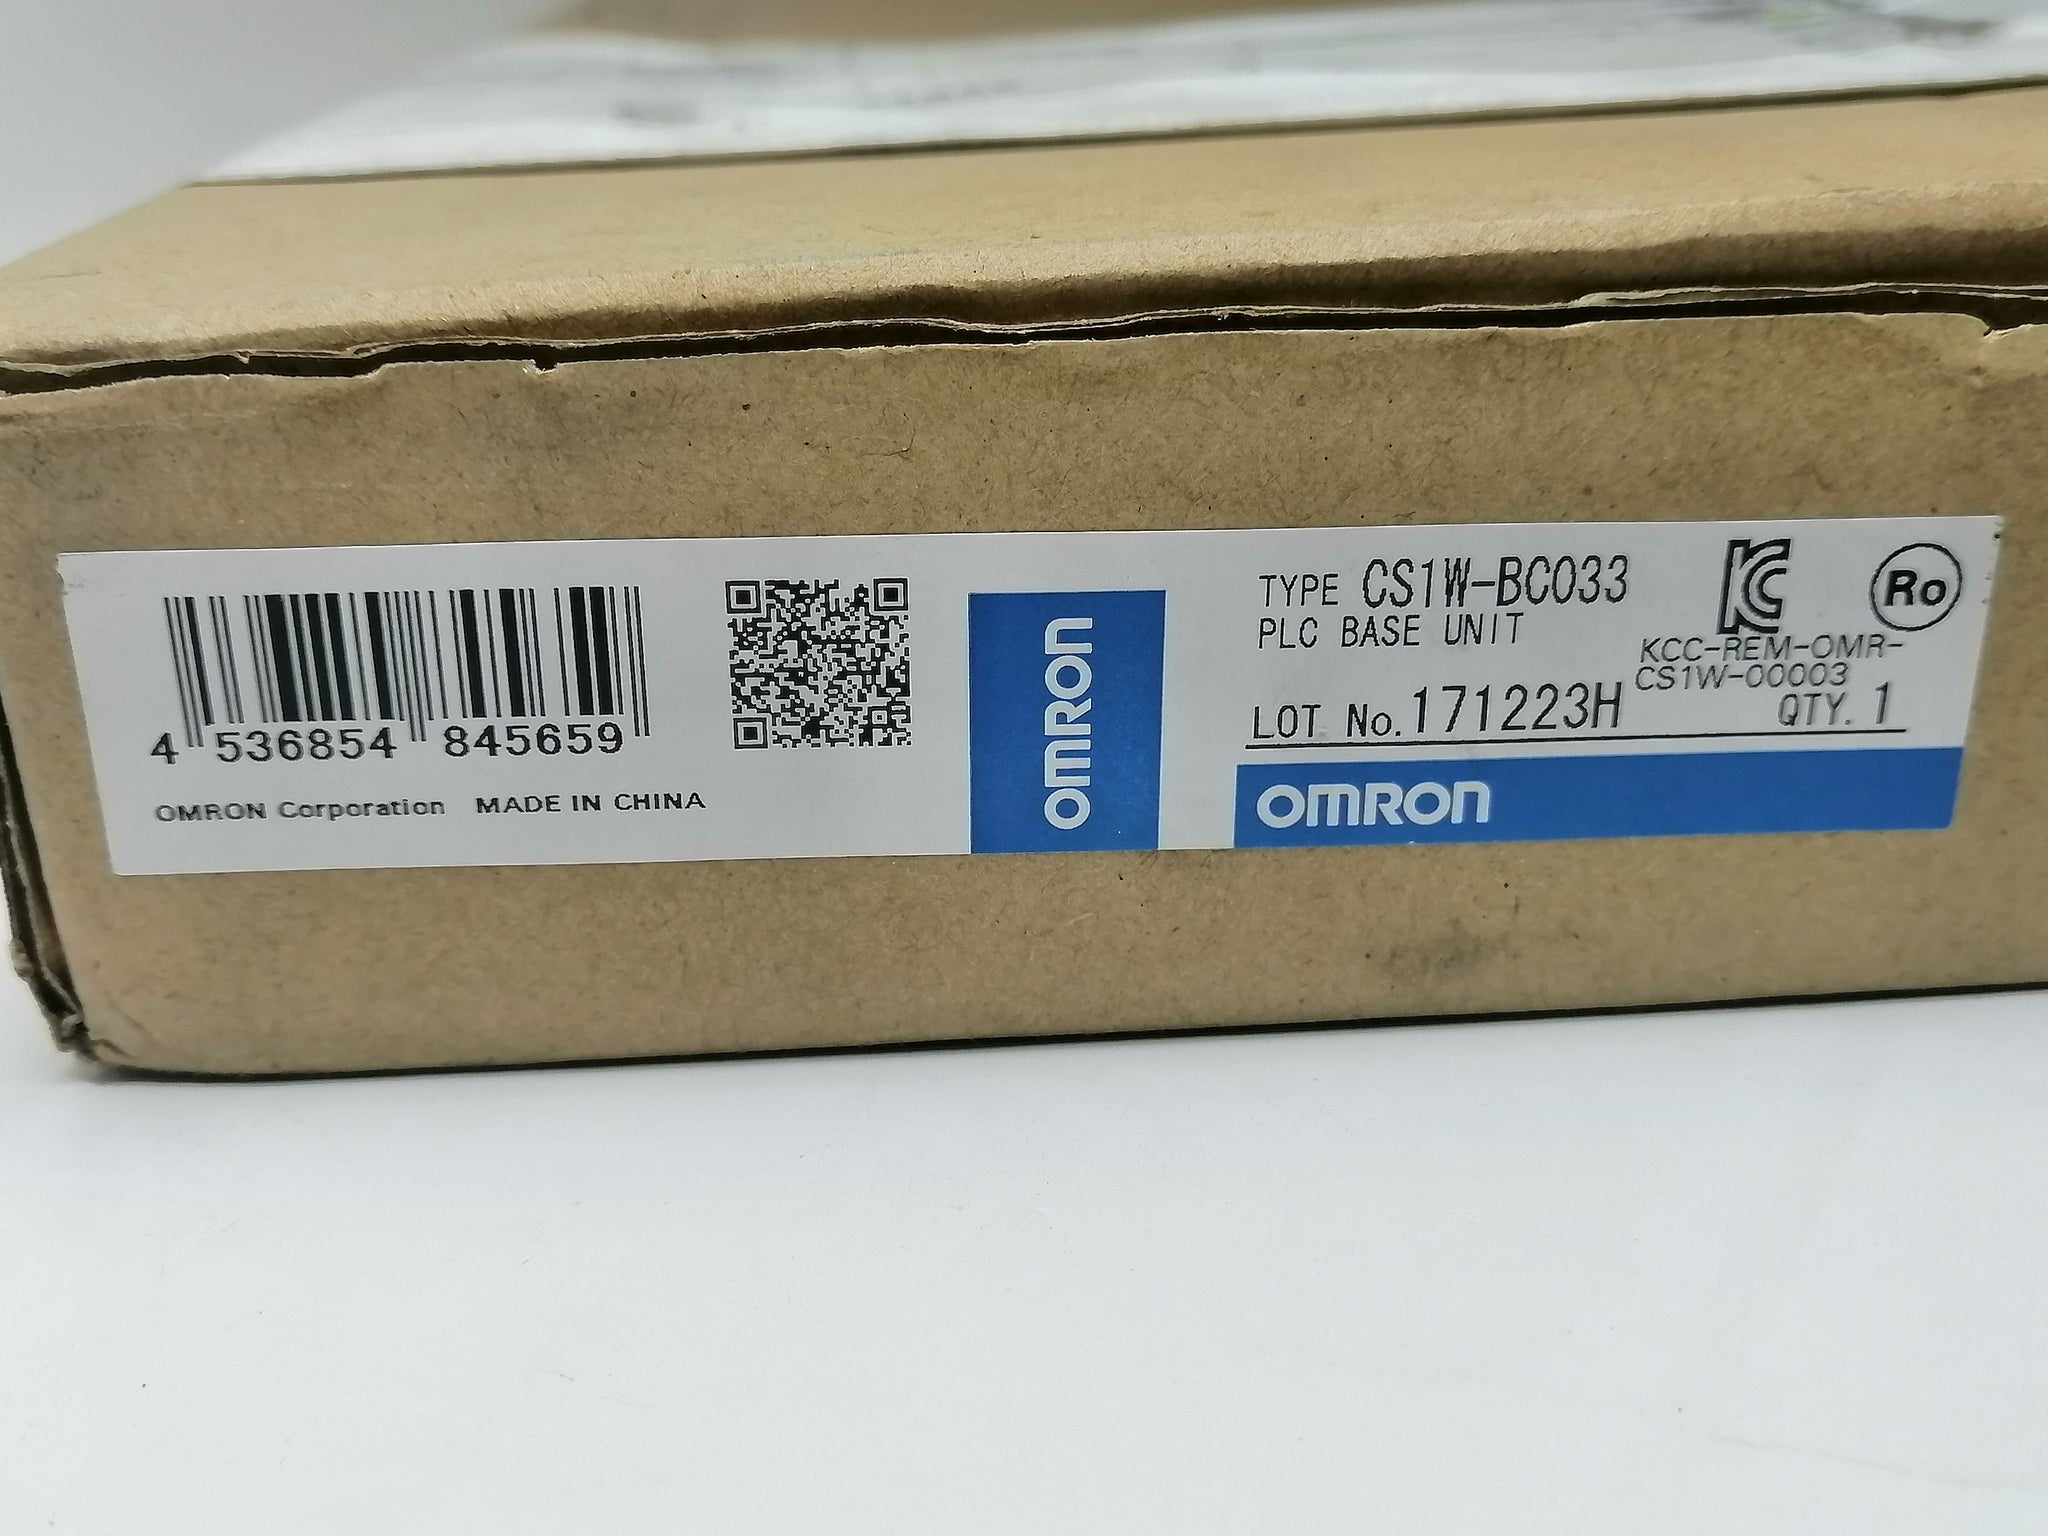 4 536854 845659
OMRON Corporation MADE IN CHINA
OMRON
TYPE CS1W-BC033
PLC BASE UNIT
KC
Ro
KCC-REM-OMR-
CS1W-00003
LOT No. 171223H
QTY. 1
OMRON